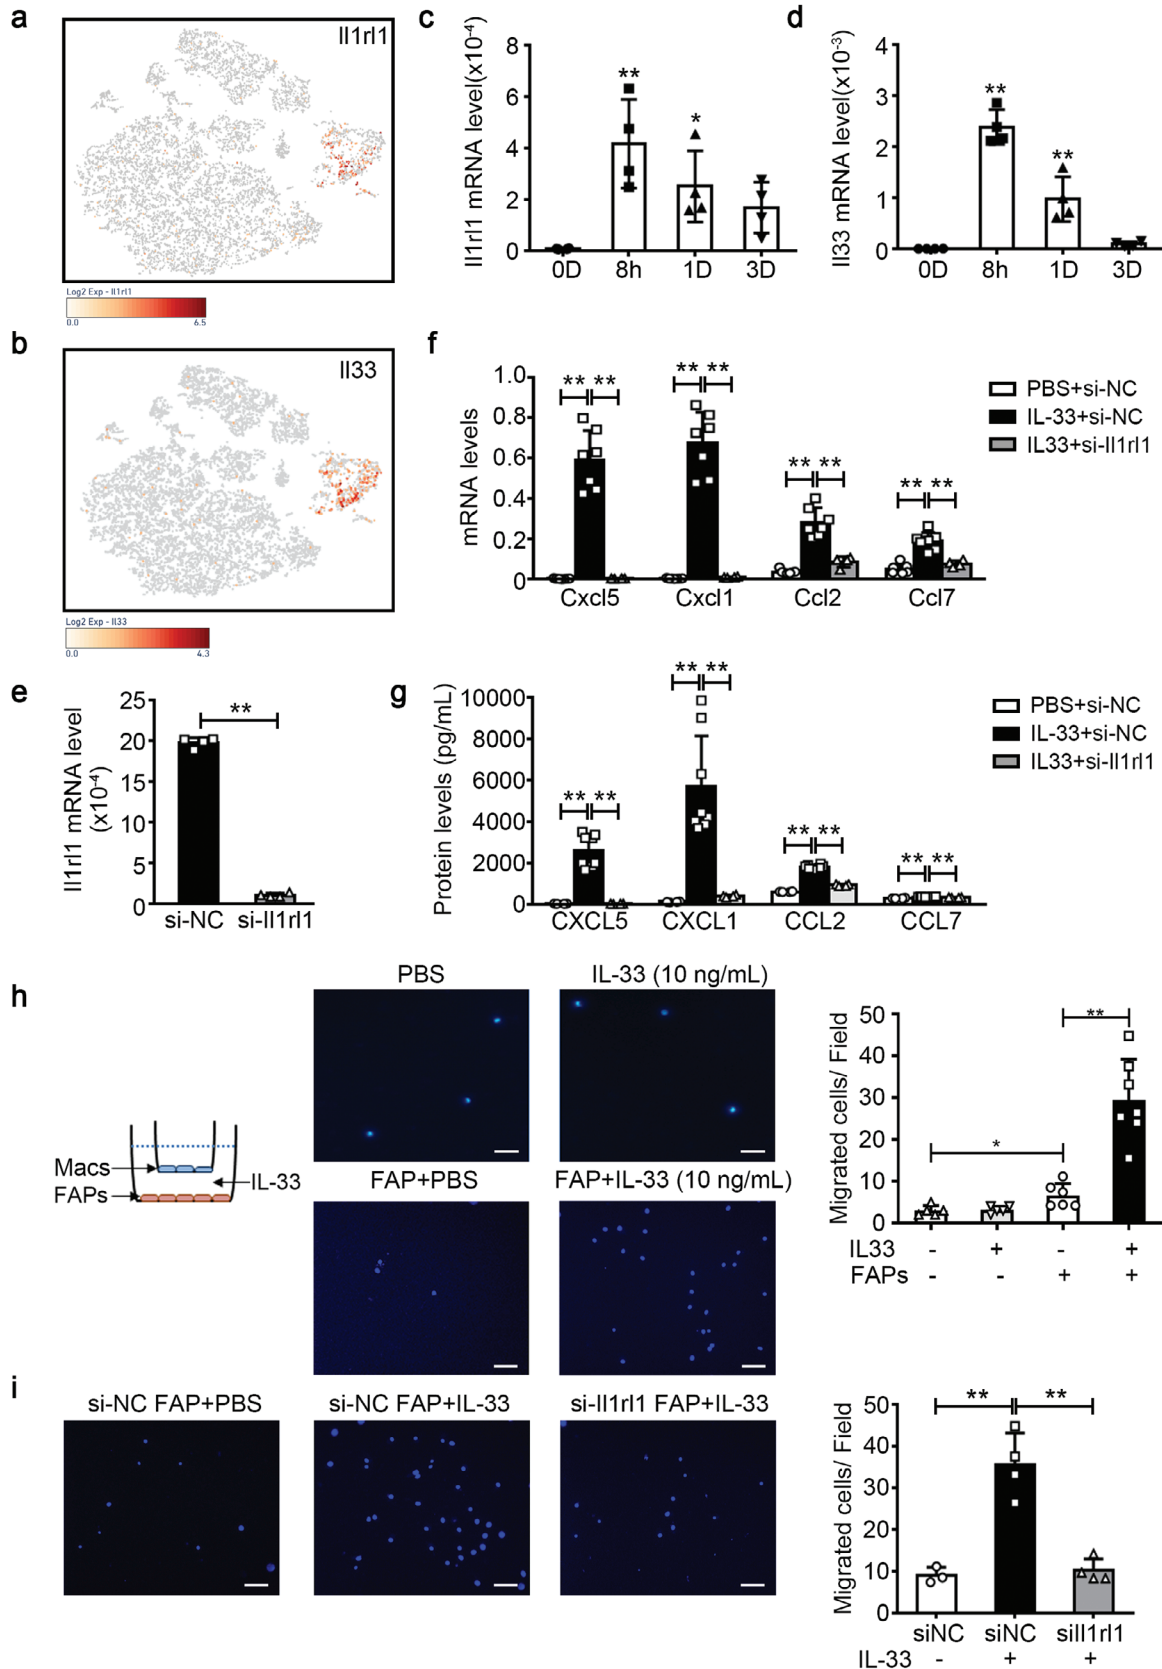 a
Il1rl1
Log2 Exp - Il1rl1
0.0 6.5
b
Il33
Log2 Exp - Il33
0.0 4.3
c
Il1rl1 mRNA level(x10-4)
8
6
4
2
0
**
*
0D 8h 1D 3D
d
Il33 mRNA level(x10-3)
4
3
2
1
0
**
**
0D 8h 1D 3D
e
Il1rl1 mRNA level
(x10-4)
25
20
15
10
5
0
**
si-NC si-Il1rl1
f
mRNA levels
1.0
0.8
0.6
0.4
0.2
0
** **
** **
** **
** **
Cxcl5 Cxcl1 Ccl2 Ccl7
PBS+si-NC
IL-33+si-NC
IL33+si-Il1rl1
g
Protein levels (pg/mL)
10000
8000
6000
4000
2000
0
** **
** **
** **
** **
CXCL5 CXCL1 CCL2 CCL7
PBS+si-NC
IL-33+si-NC
IL33+si-Il1rl1
h
Macs
FAPs
IL-33
PBS
IL-33 (10 ng/mL)
FAP+PBS
FAP+IL-33 (10 ng/mL)
Migrated cells/ Field
50
40
30
20
10
0
**
*
IL33 - + - +
FAPs - - + +
i
si-NC FAP+PBS
si-NC FAP+IL-33
si-Il1rl1 FAP+IL-33
Migrated cells/ Field
50
40
30
20
10
0
** **
siNC siNC siIl1rl1
IL-33 - + +